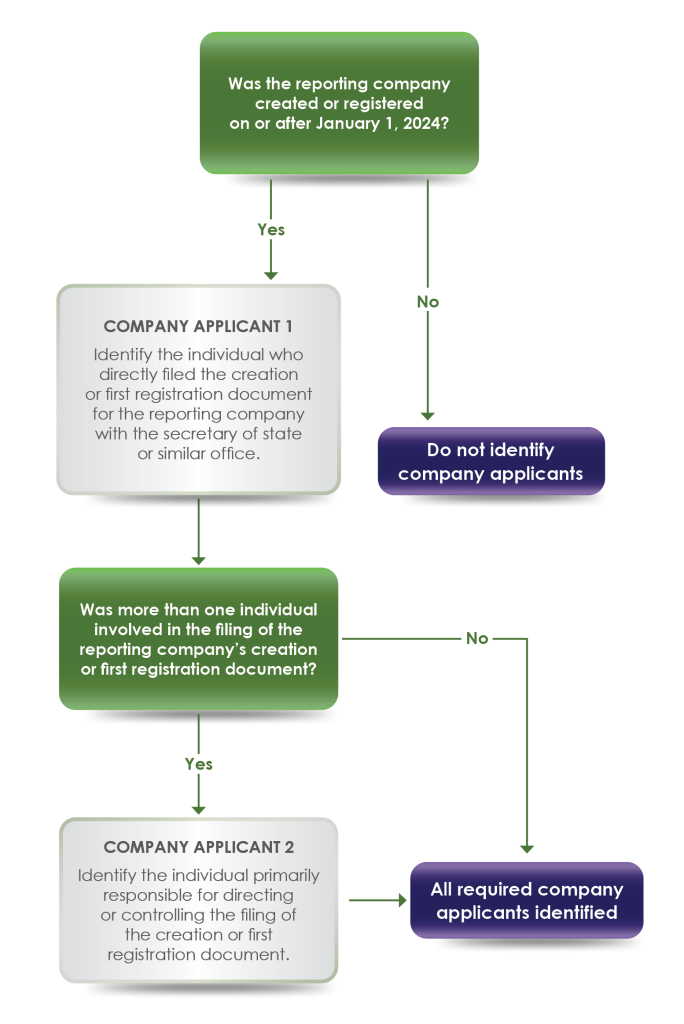 Was the reporting company
created or registered
on or after January 1, 2024?
Yes
No
COMPANY APPLICANT 1
Identify the individual who
directly filed the creation
or first registration document
for the reporting company
with the secretary of state
or similar office.
Do not identify
company applicants
Was more than one individual
involved in the filing of the
reporting company's creation
or first registration document?
No
Yes
COMPANY APPLICANT 2
Identify the individual primarily
responsible for directing
or controlling the filing of
the creation or first
registration document.
All required company
applicants identified